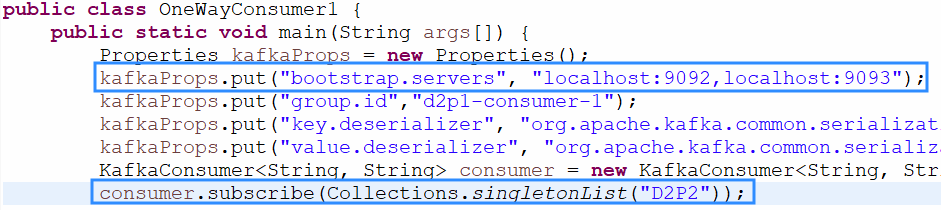 public class OneWayConsumer1 {
public static void main(String args[]) {
Properties kafkaProps = new Properties();
kafkaProps.put("bootstrap.servers", "localhost:9092,localhost:9093");
kafkaProps.put("group.id","d2p1-consumer-1");
kafkaProps.put("key.deserializer", "org.apache.kafka.common.serializat
kafkaProps.put("value.deserializer", "org.apache.kafka.common.serializa
KafkaConsumer<String, String> consumer = new KafkaConsumer<String, Str
consumer.subscribe(Collections.singletonList("D2P2"));